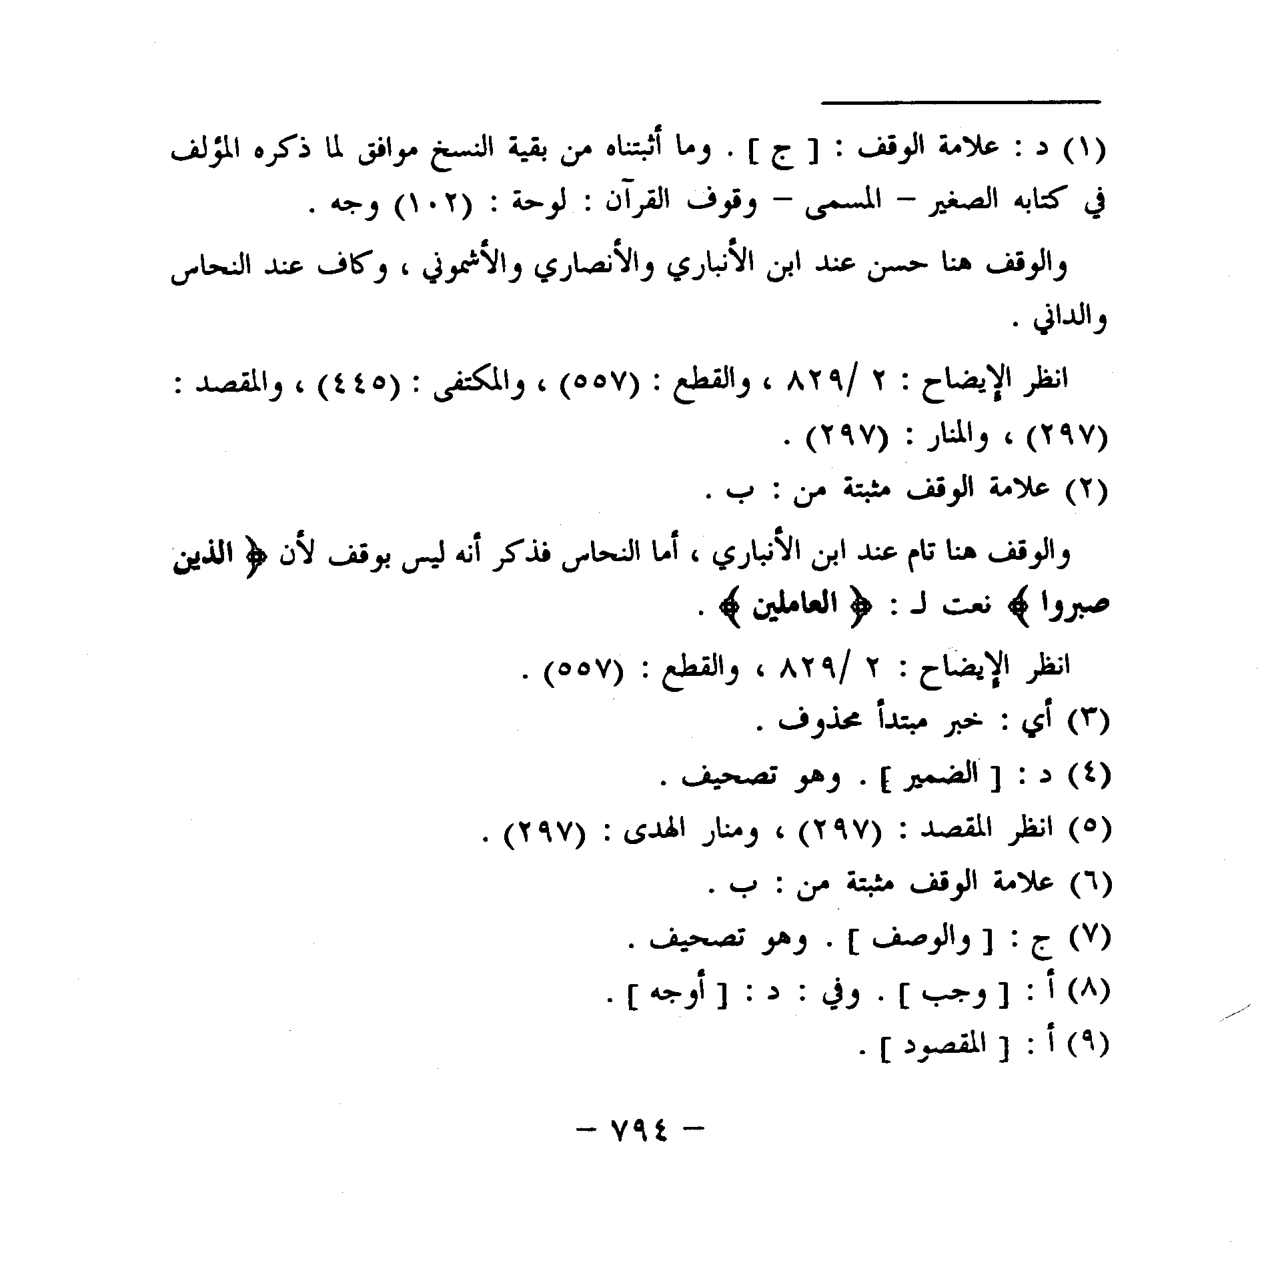 (١) د : علامة الوقف : [ ج ] . وما أثبتناه من بقية النسخ موافق لما ذكره المؤلف
في كتابه الصغير – المسمى – وقوف القرآن : لوحة : (١٠٢) وجه .
والوقف هنا حسن عند ابن الأنباري والأنصاري والأشموني ، وكاف عند النحاس
والداني .
انظر الإيضاح : ٢ /٨٢٩ ، والقطع : (٥٥٧) ، والمكتفى : (٤٤٥) ، والمقصد :
(٢٩٧) ، والمنار : (٢٩٧) .
(٢) علامة الوقف مثبتة من : ب .
والوقف هنا تام عند ابن الأنباري ، أما النحاس فذكر أنه ليس بوقف لأن ﴿ الذين
صبروا ﴾ نعت لـ : ﴿ العاملين ﴾ .
انظر الإيضاح : ٢ /٨٢٩ ، والقطع : (٥٥٧) .
(٣) أي : خبر مبتدأ محذوف .
(٤) د : [ الضمير ] . وهو تصحيف .
(٥) انظر المقصد : (٢٩٧) ، ومنار الهدى : (٢٩٧) .
(٦) علامة الوقف مثبتة من : ب .
(٧) ج : [ والوصف ] . وهو تصحيف .
(٨) أ : [ وجب ] . وفي : د : [ أوجه ] .
(٩) أ : [ المقصود ] .
– ٧٩٤ –